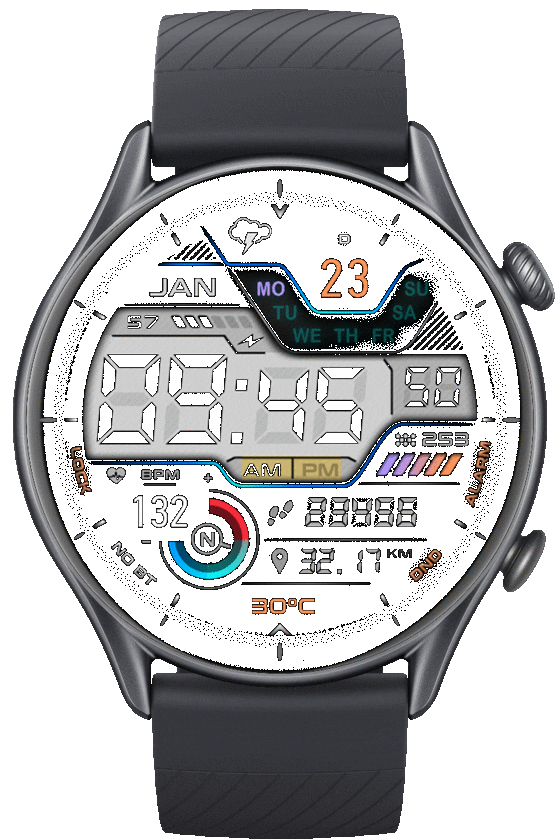 23
JAN
MO
SU
TU
SA
WE TH FR
57
09:45
50
253
AM PM
LOCK
BPM
+
ALARM
132
N
-
32.17 KM
NO BT
DND
30°C